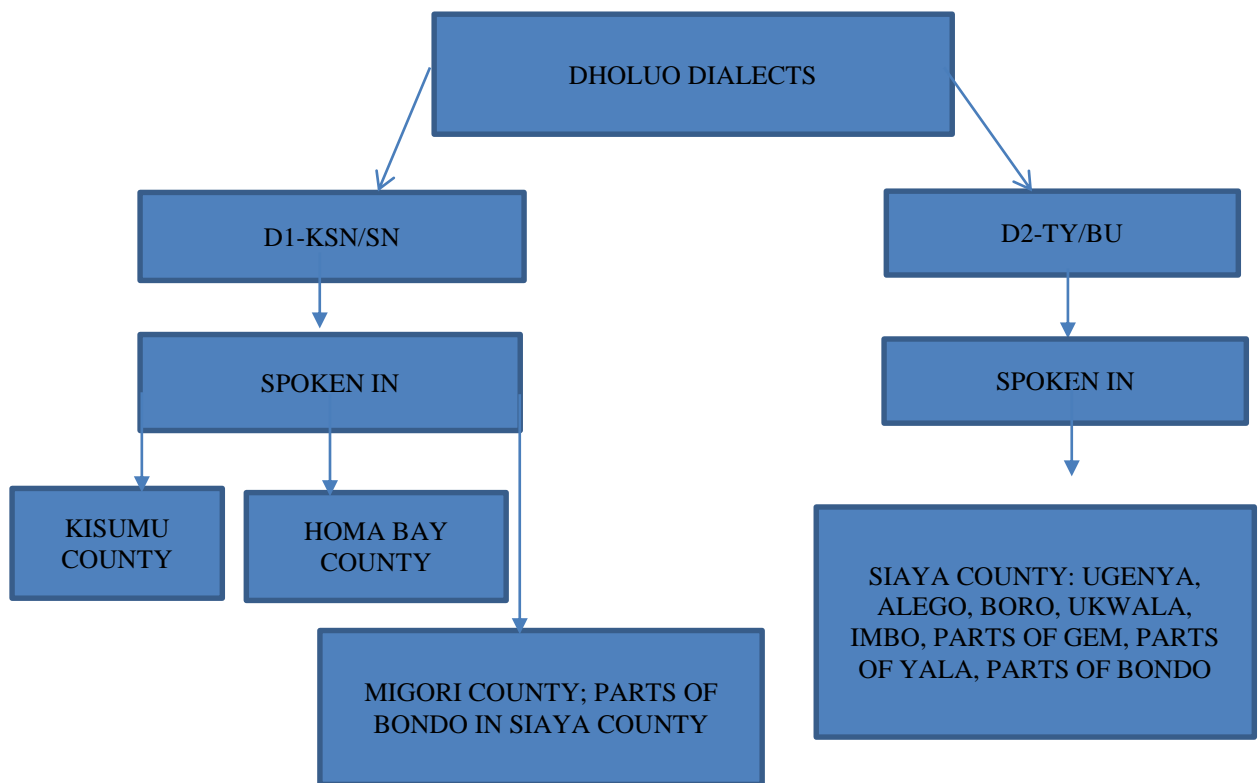 DHOLUO DIALECTS
D1-KSN/SN
D2-TY/BU
SPOKEN IN
SPOKEN IN
KISUMU
COUNTY
HOMA BAY
COUNTY
MIGORI COUNTY; PARTS OF
BONDO IN SIAYA COUNTY
SIAYA COUNTY: UGENYA,
ALEGO, BORO, UKWALA,
IMBO, PARTS OF GEM, PARTS
OF YALA, PARTS OF BONDO